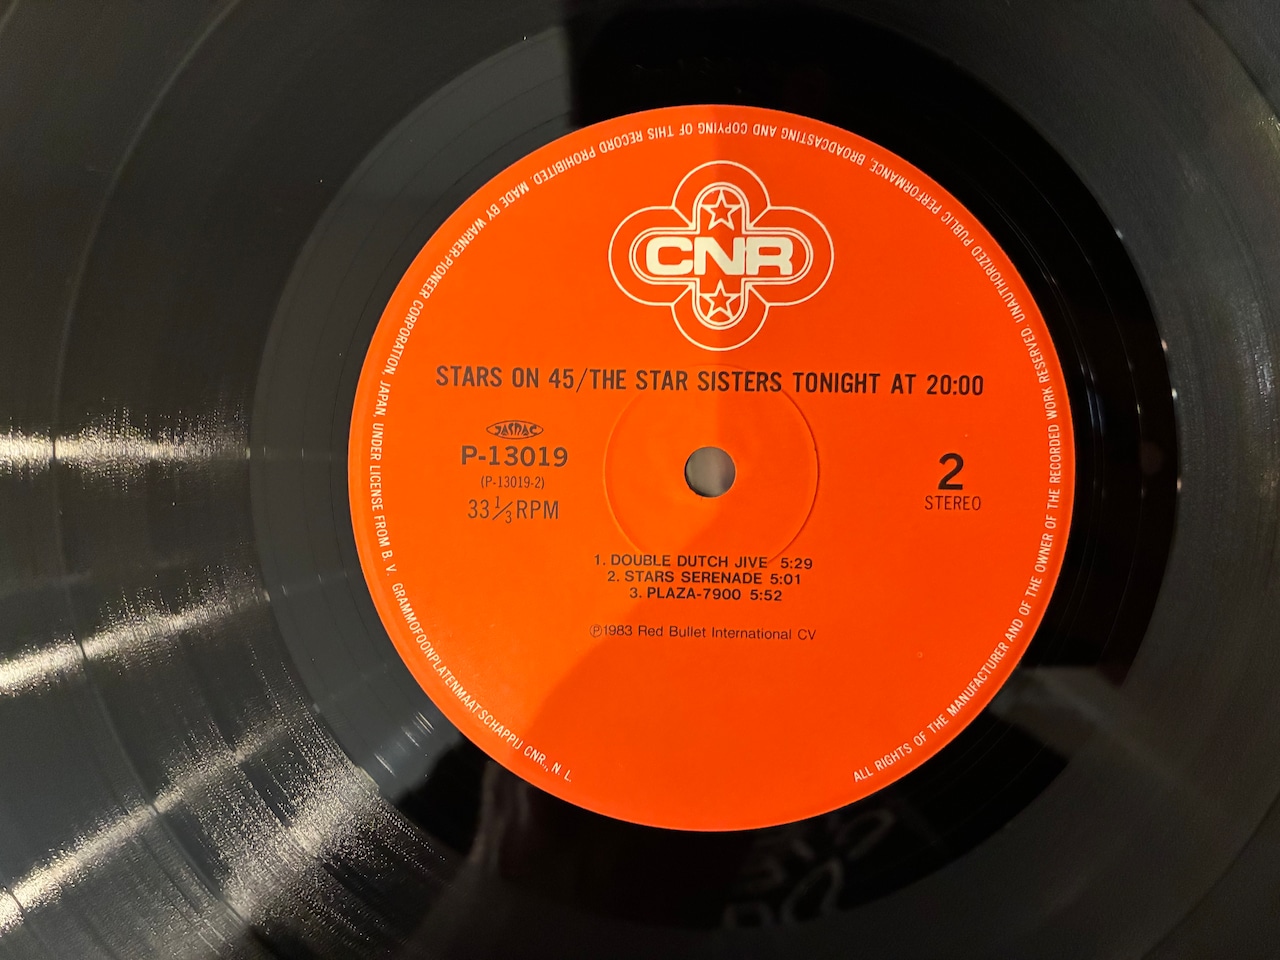 ALL RIGHTS OF THE MANUFACTURER AND OF THE OWNER OF THE RECORDED WORK RESERVED. UNAUTHORIZED PUBLIC PERFORMANCE, BROADCASTING AND COPYING OF THIS RECORD PROHIBITED. MADE BY WARNER-PIONEER CORPORATION, JAPAN, UNDER LICENSE FROM B. V. GRAMMOFOONPLATENMAATSCHAPPIJ CNR., N. L.
CNR
STARS ON 45/THE STAR SISTERS TONIGHT AT 20:00
JASRAC
P-13019
(P-13019-2)
33 1/3 RPM
2
STEREO
1. DOUBLE DUTCH JIVE 5:29
2. STARS SERENADE 5:01
3. PLAZA-7900 5:52
Ⓟ1983 Red Bullet International CV